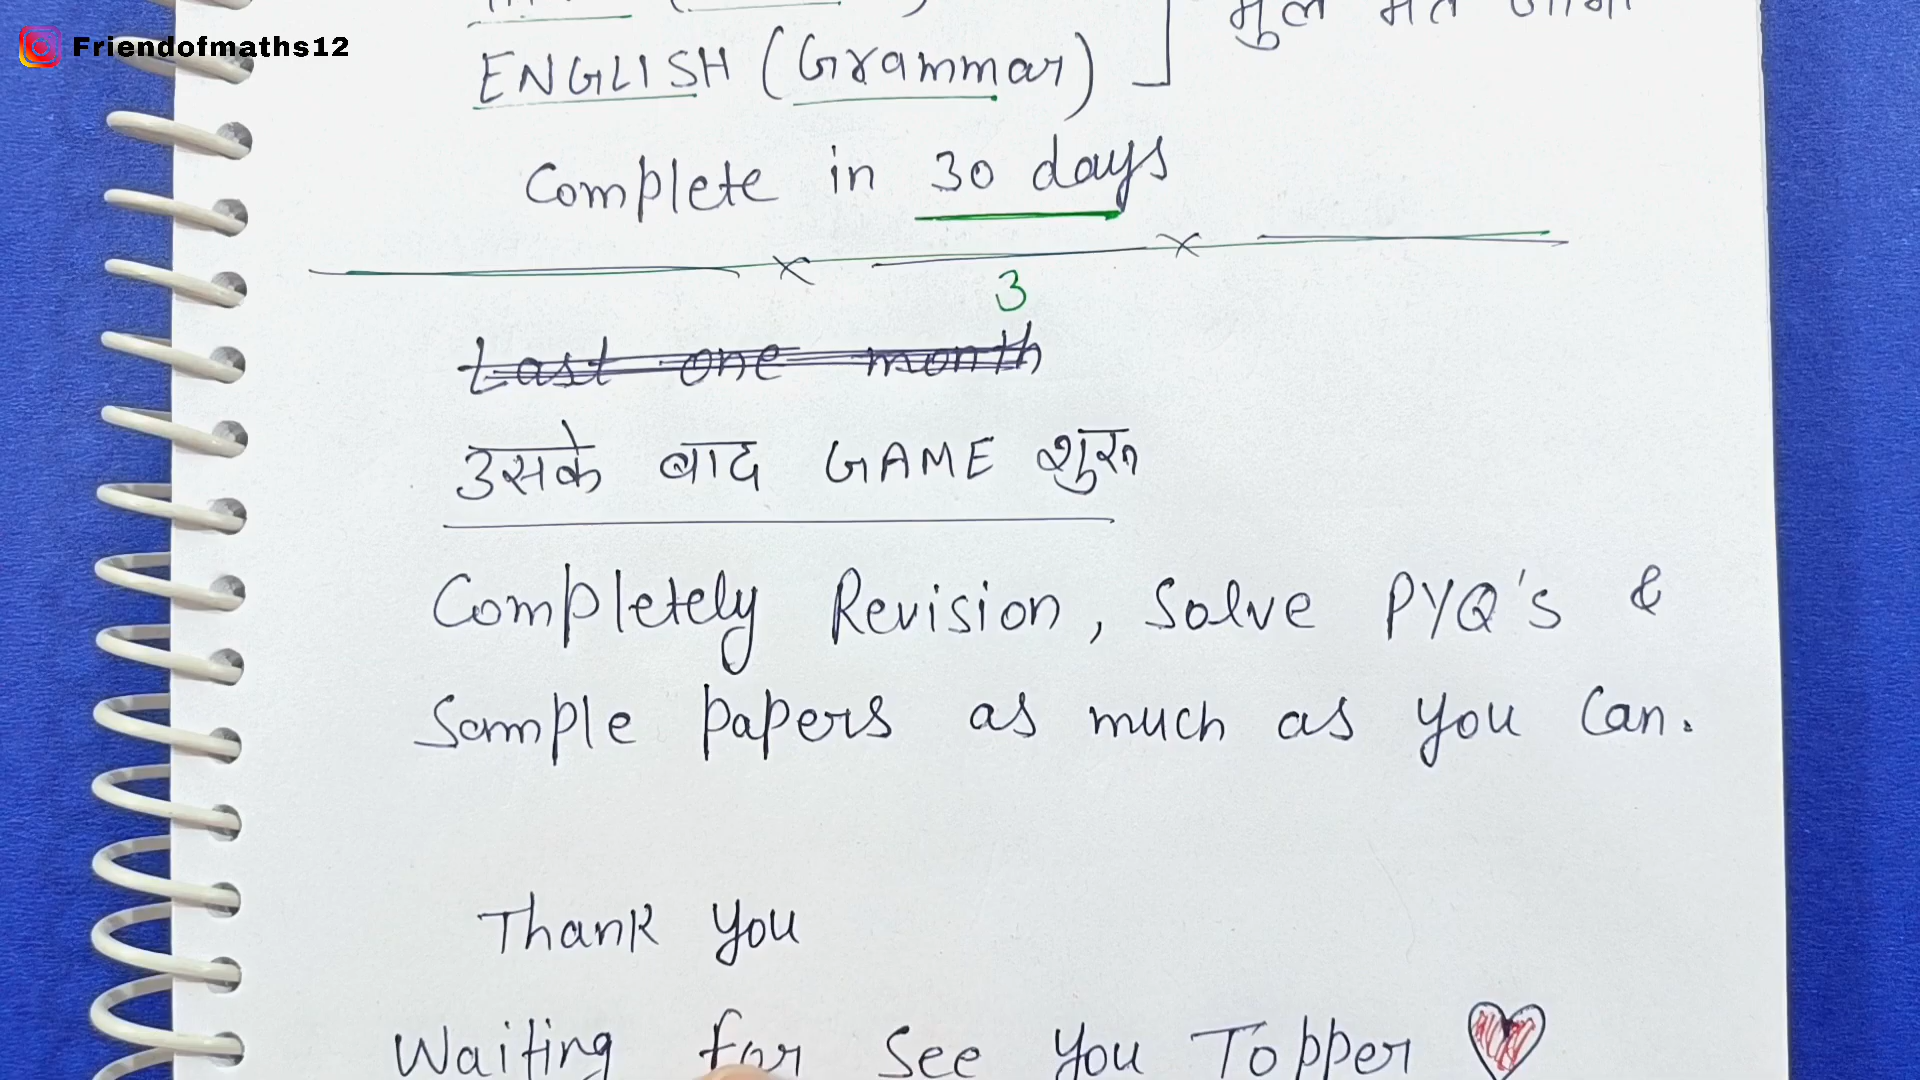 Friendofmaths12
ENGLISH (Grammar)
Complete in 30 days
3
Last one month
उसके बाद GAME शुरू
Completely Revision, Solve PYQ's &
Sample papers as much as you can.
Thank you
Waiting for see you Topper